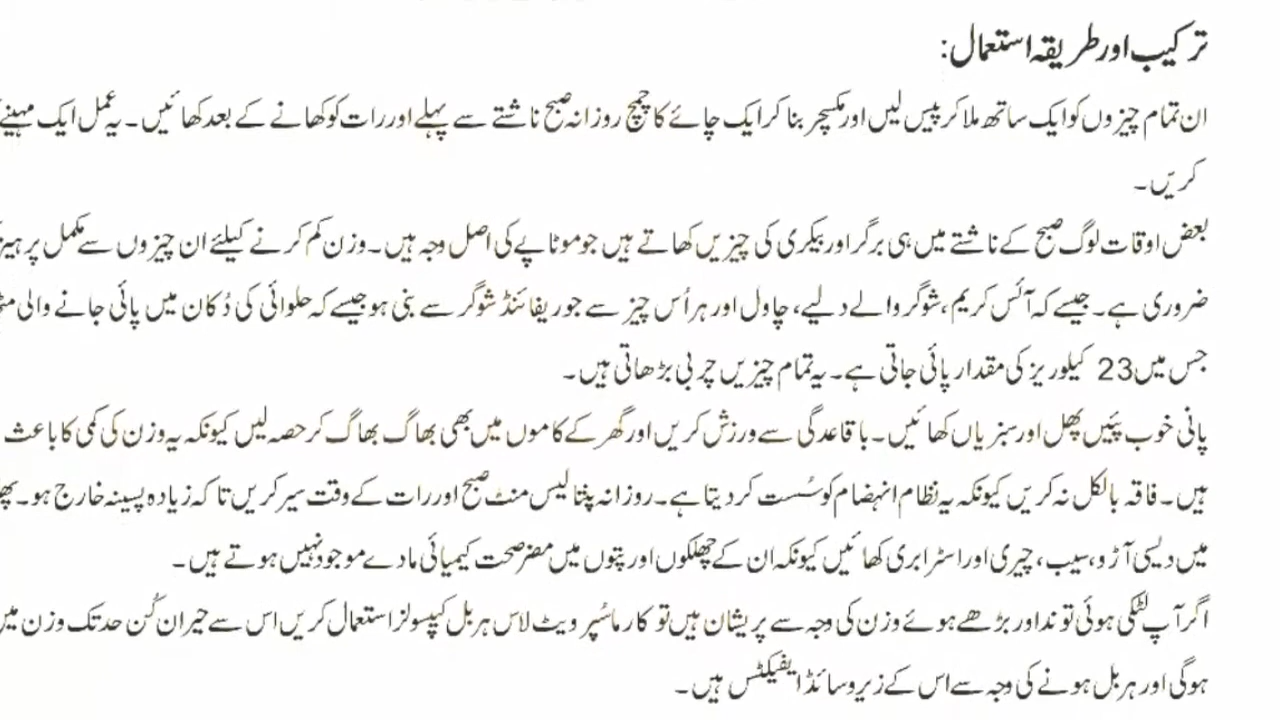 ترکیب اور طریقہ استعمال:
ان تمام چیزوں کو ایک ساتھ ملا کر پیس لیں اور مکسچر بنا کر ایک چائے کا چمچ روزانہ صبح ناشتے سے پہلے اور رات کو کھانے کے بعد کھائیں۔ یہ عمل ایک مہینے
کریں۔
بعض اوقات لوگ صبح کے ناشتے میں ہی برگر اور بیکری کی چیزیں کھاتے ہیں جو موٹاپے کی اصل وجہ ہیں۔ وزن کم کرنے کیلئے ان چیزوں سے مکمل
ضروری ہے۔ جیسے کہ آئس کریم، شوگر والے دلیے، چاول اور ہر اُس چیز سے جو ریفائنڈ شوگر سے بنی ہو جیسے کہ حلوائی کی دُکان میں پائی جانے والی
جس میں 23 کیلوریز کی مقدار پائی جاتی ہے۔ یہ تمام چیزیں چربی بڑھاتی ہیں۔
پانی خوب پئیں پھل اور سبزیاں کھائیں۔ باقاعدگی سے ورزش کریں اور گھر کے کاموں میں بھی بھاگ بھاگ کر حصہ لیں کیونکہ یہ وزن کی کمی کا باعث
ہیں۔ فاقہ بالکل نہ کریں کیونکہ یہ نظام انہضام کو سُست کر دیتا ہے۔ روزانہ پنتالیس منٹ صبح اور رات کے وقت سیر کریں تا کہ زیادہ پسینہ خارج ہو۔
میں دیسی آڑو، سیب، چیری اور اسٹرابری کھائیں کیونکہ ان کے چھلکوں اور پتوں میں مضر صحت کیمیائی مادے موجود نہیں ہوتے ہیں۔
اگر آپ لٹکی ہوئی توند اور بڑھے ہوئے وزن کی وجہ سے پریشان ہیں تو کار ماسُپر ویٹ لاس ہربل کیپسولز استعمال کریں اس سے حیران کُن حد تک وزن میں
ہوگی اور ہربل ہونے کی وجہ سے اس کے زیرو سائڈ ایفیکٹس ہیں۔